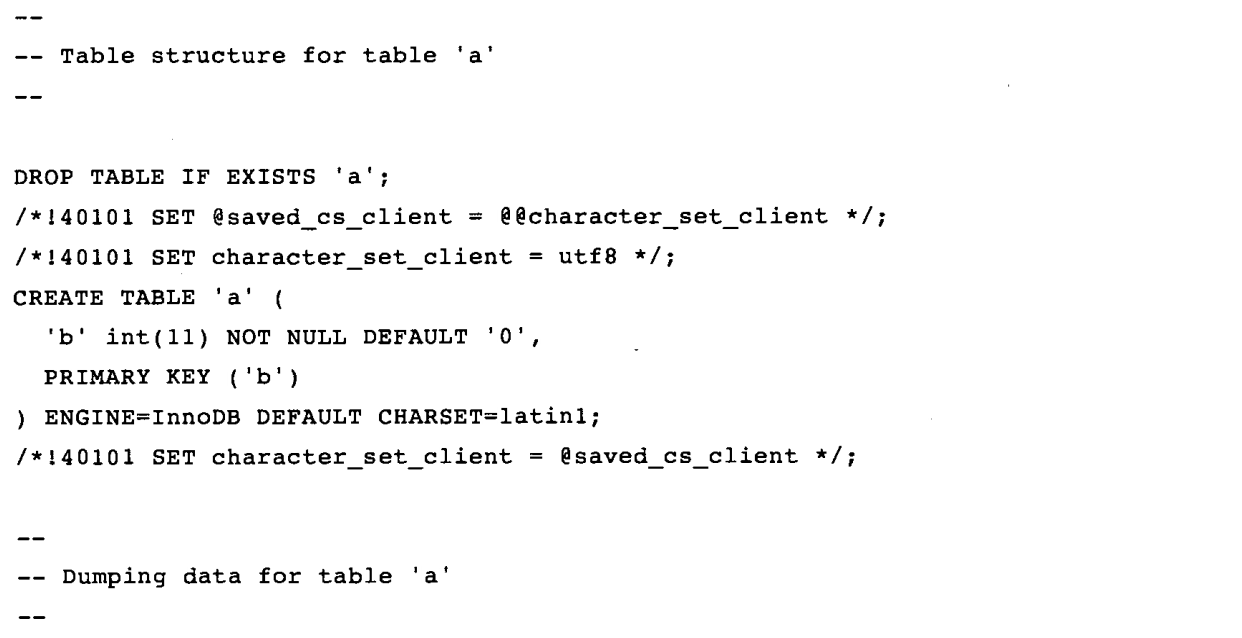 --
-- Table structure for table 'a'
--
DROP TABLE IF EXISTS 'a';
/*!40101 SET @saved_cs_client = @@character_set_client */;
/*!40101 SET character_set_client = utf8 */;
CREATE TABLE 'a' (
  'b' int(11) NOT NULL DEFAULT '0',
  PRIMARY KEY ('b')
) ENGINE=InnoDB DEFAULT CHARSET=latin1;
/*!40101 SET character_set_client = @saved_cs_client */;
--
-- Dumping data for table 'a'
--